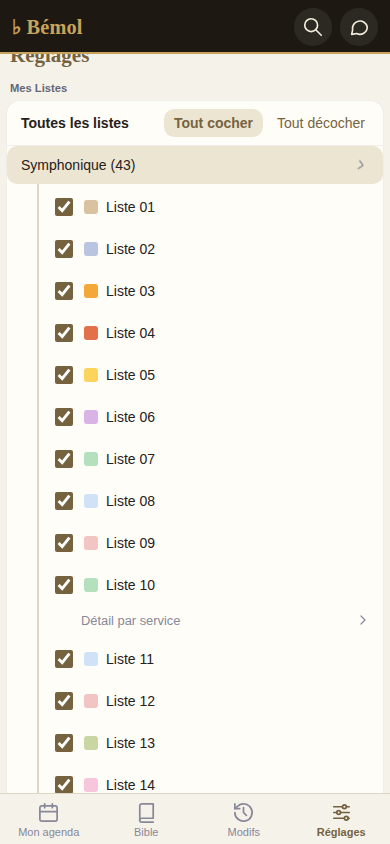 ♭ Bémol
Réglages
Mes Listes
Toutes les listes
Tout cocher
Tout décocher
Symphonique (43)
Liste 01
Liste 02
Liste 03
Liste 04
Liste 05
Liste 06
Liste 07
Liste 08
Liste 09
Liste 10
Détail par service
Liste 11
Liste 12
Liste 13
Liste 14
Mon agenda
Bible
Modifs
Réglages